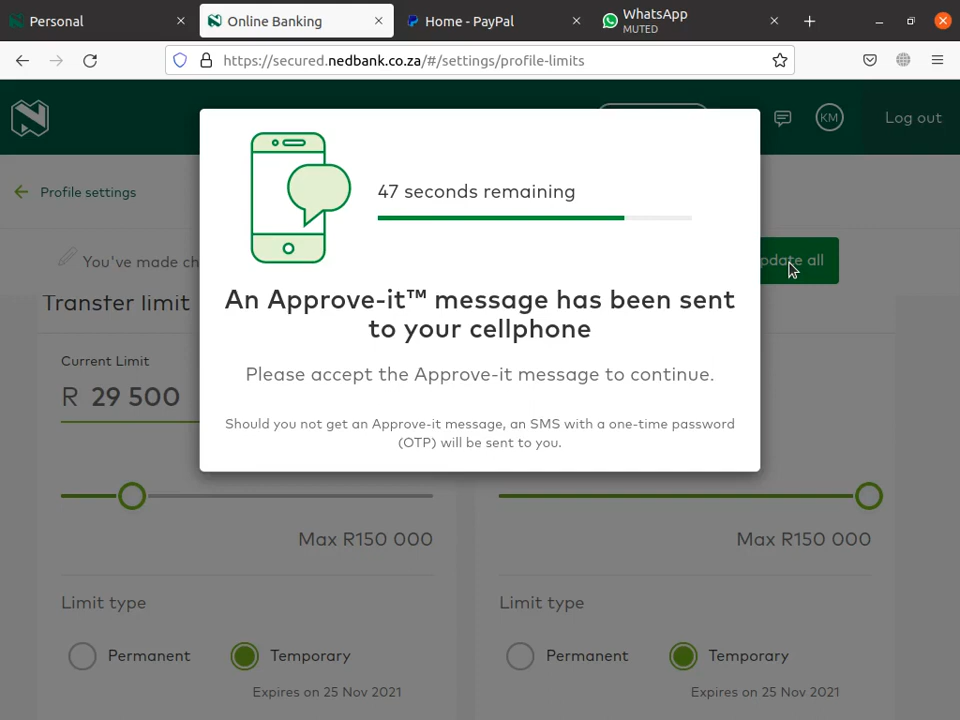 Personal
Online Banking
Home - PayPal
WhatsApp
MUTED
https://secured.nedbank.co.za/#/settings/profile-limits
KM
Log out
Profile settings
47 seconds remaining
You've made ch
pdate all
An Approve-it™ message has been sent
to your cellphone
Transfer limit
Please accept the Approve-it message to continue.
Current Limit
R 29 500
Should you not get an Approve-it message, an SMS with a one-time password
(OTP) will be sent to you.
Max R150 000
Max R150 000
Limit type
Limit type
Permanent
Temporary
Permanent
Temporary
Expires on 25 Nov 2021
Expires on 25 Nov 2021